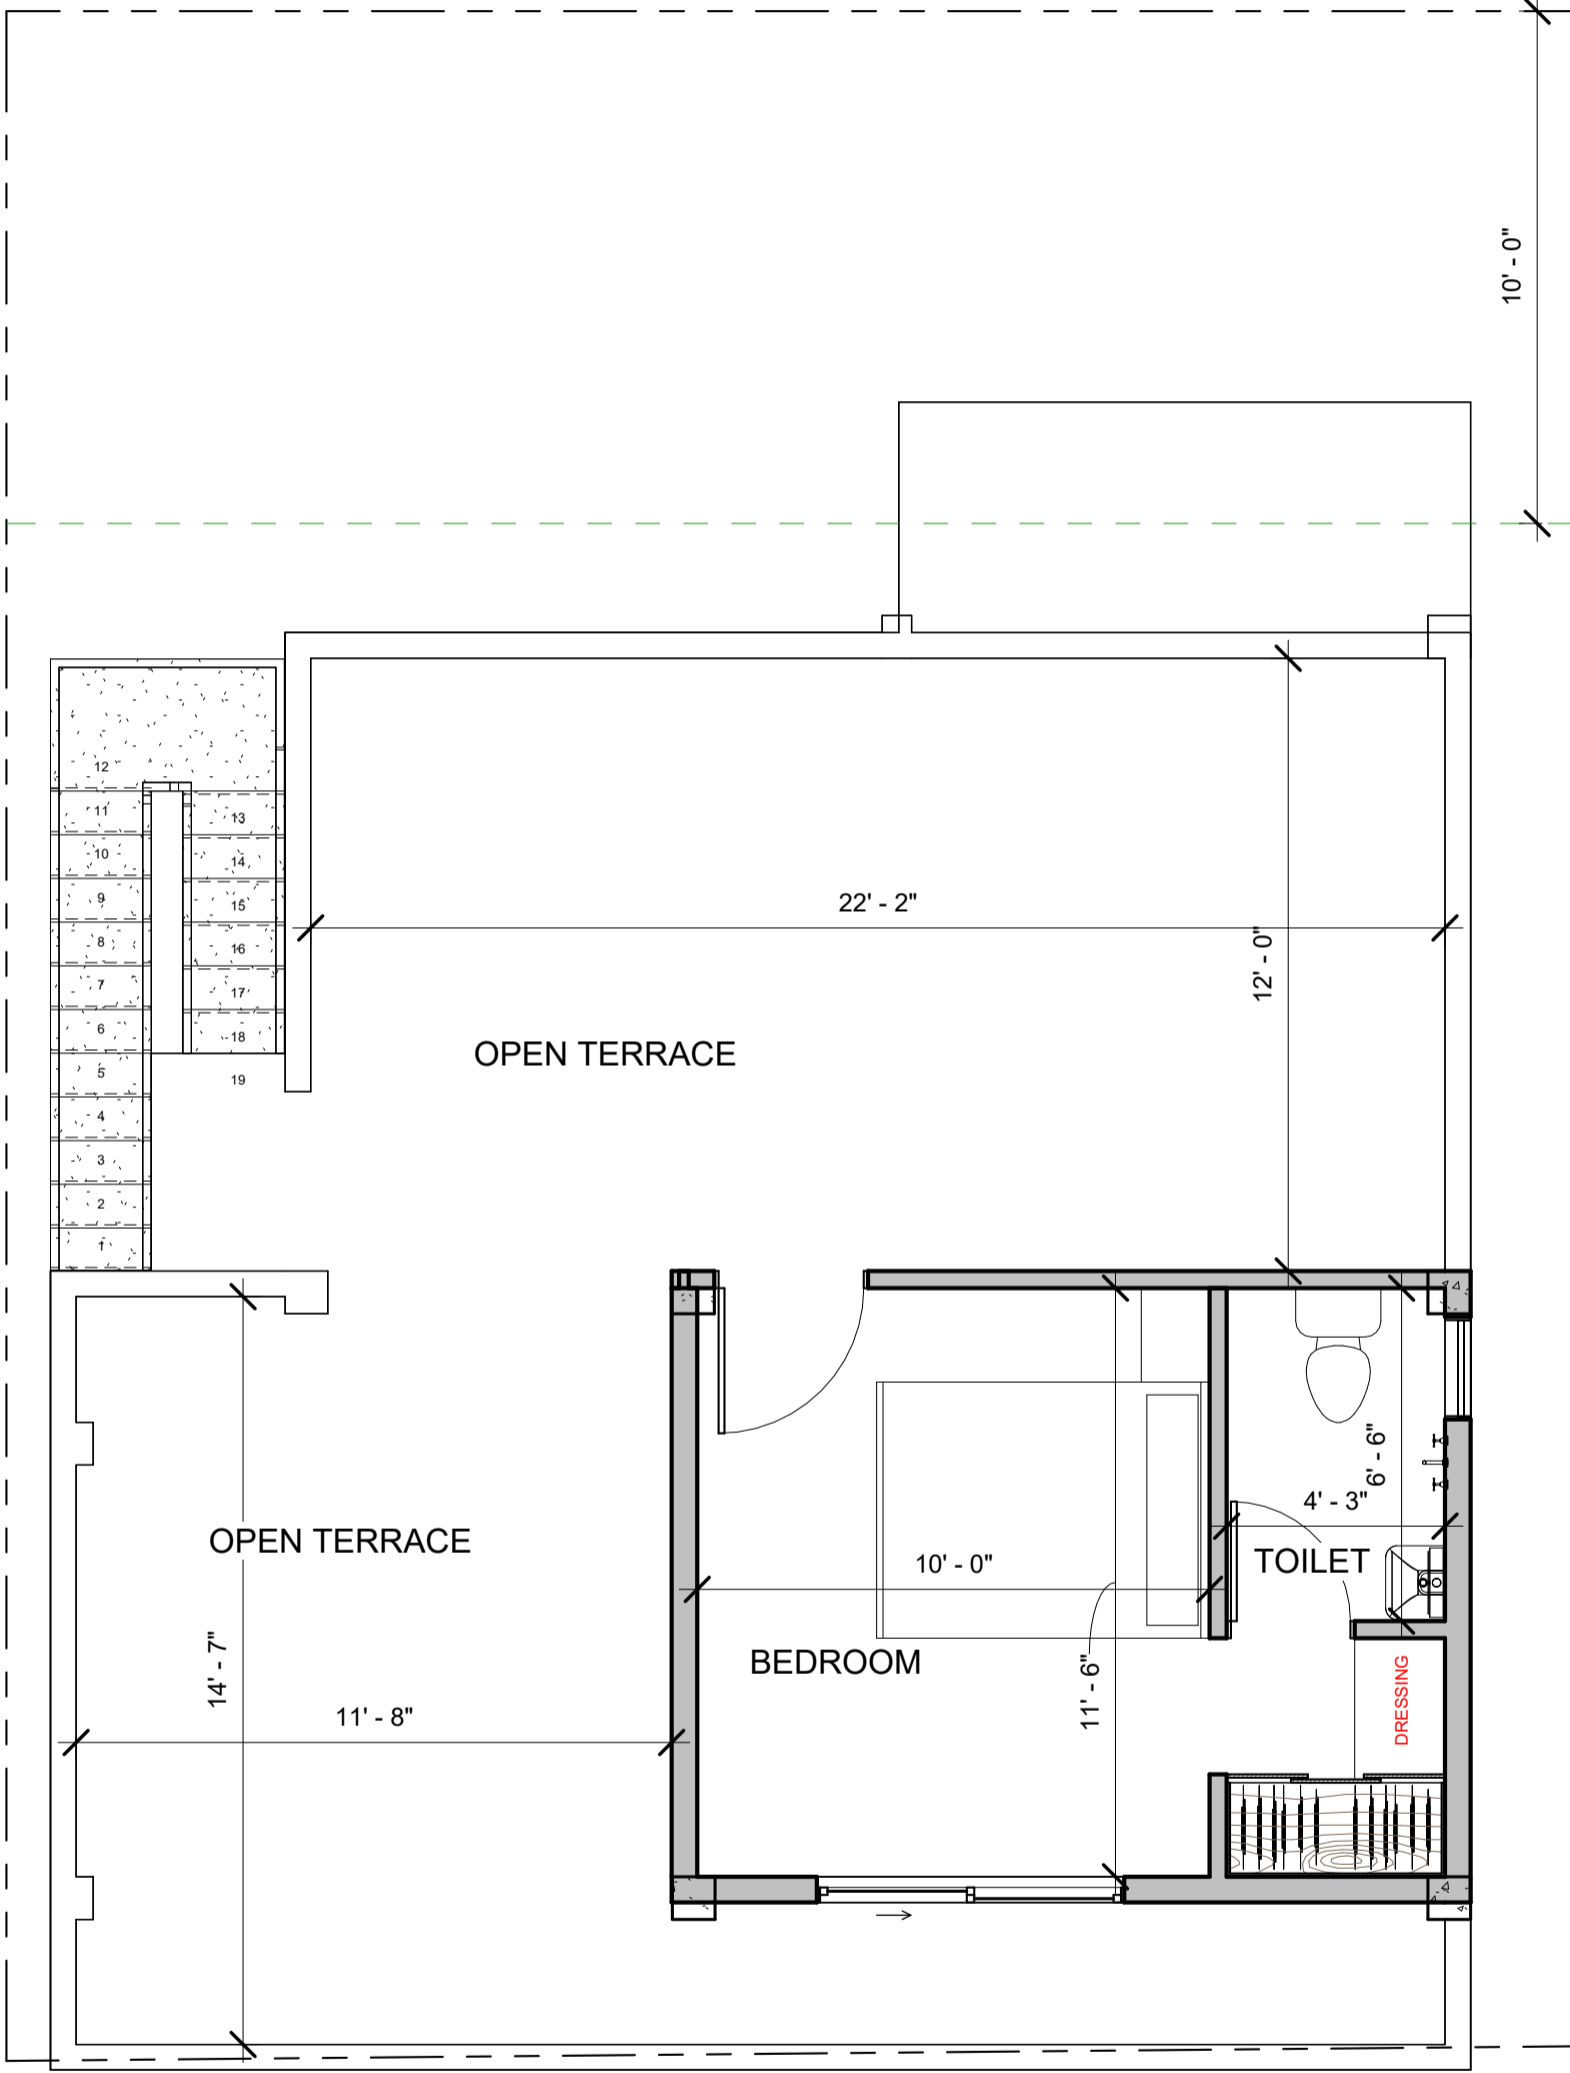 10' - 0"
12
11
13
10
14
9
15
22' - 2"
8
16
12' - 0"
7
17
6
18
OPEN TERRACE
5
19
4
3
2
1
6' - 6"
4' - 3"
OPEN TERRACE
10' - 0"
TOILET
14' - 7"
BEDROOM
11' - 6"
DRESSING
11' - 8"